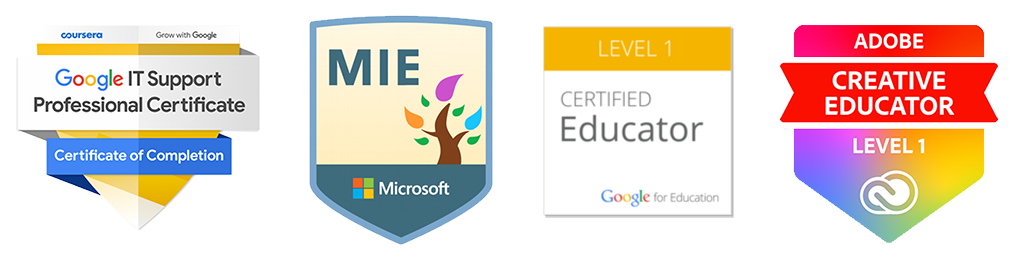 coursera
Grow with Google
Google IT Support
Professional Certificate
Certificate of Completion
MIE
Microsoft
LEVEL 1
CERTIFIED
Educator
Google for Education
ADOBE
CREATIVE
EDUCATOR
LEVEL 1